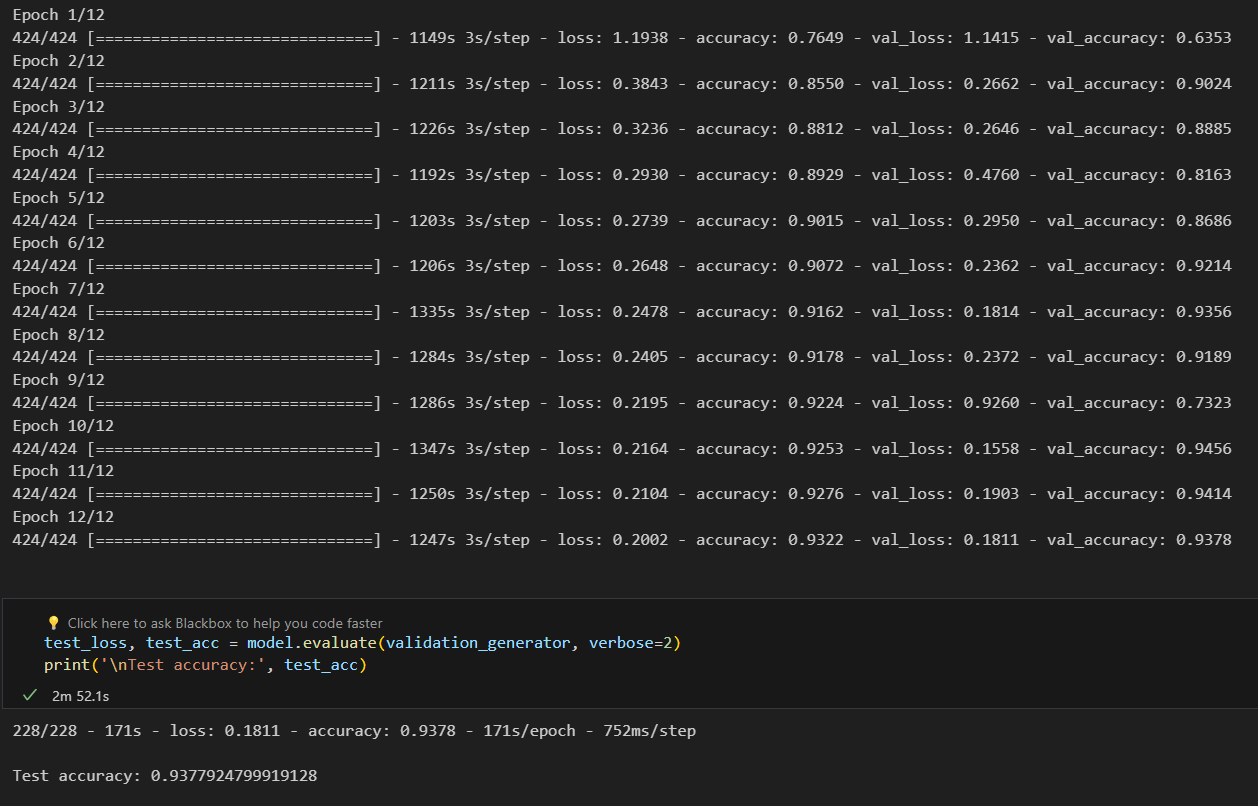 Epoch 1/12
424/424 [==============================] - 1149s 3s/step - loss: 1.1938 - accuracy: 0.7649 - val_loss: 1.1415 - val_accuracy: 0.6353
Epoch 2/12
424/424 [==============================] - 1211s 3s/step - loss: 0.3843 - accuracy: 0.8550 - val_loss: 0.2662 - val_accuracy: 0.9024
Epoch 3/12
424/424 [==============================] - 1226s 3s/step - loss: 0.3236 - accuracy: 0.8812 - val_loss: 0.2646 - val_accuracy: 0.8885
Epoch 4/12
424/424 [==============================] - 1192s 3s/step - loss: 0.2930 - accuracy: 0.8929 - val_loss: 0.4760 - val_accuracy: 0.8163
Epoch 5/12
424/424 [==============================] - 1203s 3s/step - loss: 0.2739 - accuracy: 0.9015 - val_loss: 0.2950 - val_accuracy: 0.8686
Epoch 6/12
424/424 [==============================] - 1206s 3s/step - loss: 0.2648 - accuracy: 0.9072 - val_loss: 0.2362 - val_accuracy: 0.9214
Epoch 7/12
424/424 [==============================] - 1335s 3s/step - loss: 0.2478 - accuracy: 0.9162 - val_loss: 0.1814 - val_accuracy: 0.9356
Epoch 8/12
424/424 [==============================] - 1284s 3s/step - loss: 0.2405 - accuracy: 0.9178 - val_loss: 0.2372 - val_accuracy: 0.9189
Epoch 9/12
424/424 [==============================] - 1286s 3s/step - loss: 0.2195 - accuracy: 0.9224 - val_loss: 0.9260 - val_accuracy: 0.7323
Epoch 10/12
424/424 [==============================] - 1347s 3s/step - loss: 0.2164 - accuracy: 0.9253 - val_loss: 0.1558 - val_accuracy: 0.9456
Epoch 11/12
424/424 [==============================] - 1250s 3s/step - loss: 0.2104 - accuracy: 0.9276 - val_loss: 0.1903 - val_accuracy: 0.9414
Epoch 12/12
424/424 [==============================] - 1247s 3s/step - loss: 0.2002 - accuracy: 0.9322 - val_loss: 0.1811 - val_accuracy: 0.9378
Click here to ask Blackbox to help you code faster
test_loss, test_acc = model.evaluate(validation_generator, verbose=2)
print('\nTest accuracy:', test_acc)
2m 52.1s
228/228 - 171s - loss: 0.1811 - accuracy: 0.9378 - 171s/epoch - 752ms/step
Test accuracy: 0.9377924799919128